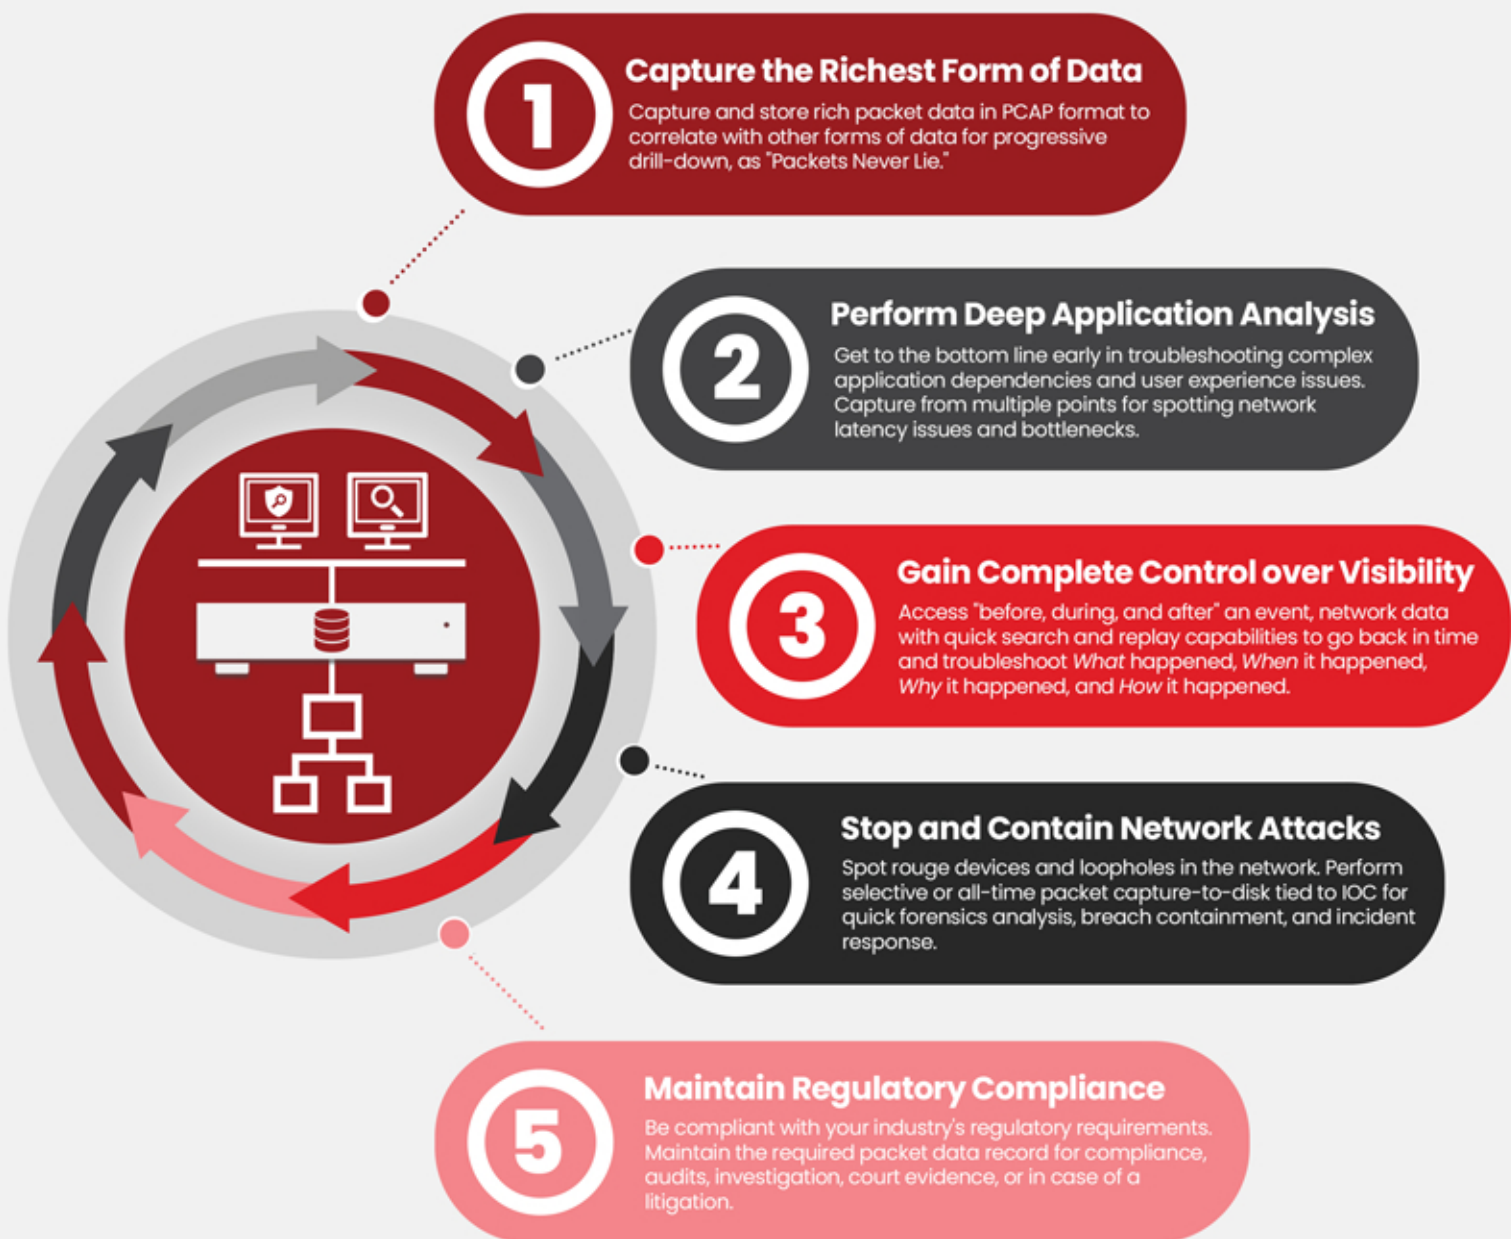 1
Capture the Richest Form of Data
Capture and store rich packet data in PCAP format to
correlate with other forms of data for progressive
drill-down, as "Packets Never Lie."
2
Perform Deep Application Analysis
Get to the bottom line early in troubleshooting complex
application dependencies and user experience issues.
Capture from multiple points for spotting network
latency issues and bottlenecks.
3
Gain Complete Control over Visibility
Access "before, during, and after" an event, network data
with quick search and replay capabilities to go back in time
and troubleshoot What happened, When it happened,
Why it happened, and How it happened.
4
Stop and Contain Network Attacks
Spot rouge devices and loopholes in the network. Perform
selective or all-time packet capture-to-disk tied to IOC for
quick forensics analysis, breach containment, and incident
response.
5
Maintain Regulatory Compliance
Be compliant with your industry's regulatory requirements.
Maintain the required packet data record for compliance,
audits, investigation, court evidence, or in case of a
litigation.